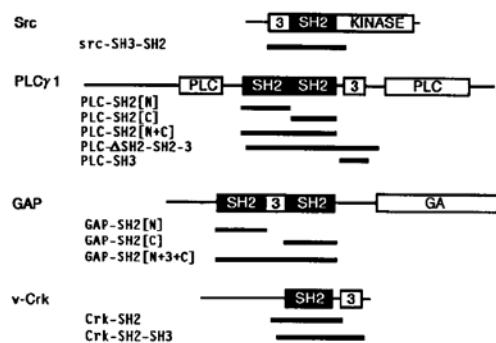 Src 3 SH2 KINASE
src-SH3-SH2
PLCγ1 PLC SH2 SH2 3 PLC
PLC-SH2[N]
PLC-SH2[C]
PLC-SH2[N+C]
PLC-ΔSH2-SH2-3
PLC-SH3
GAP SH2 3 SH2 GA
GAP-SH2[N]
GAP-SH2[C]
GAP-SH2[N+3+C]
v-Crk SH2 3
Crk-SH2
Crk-SH2-SH3